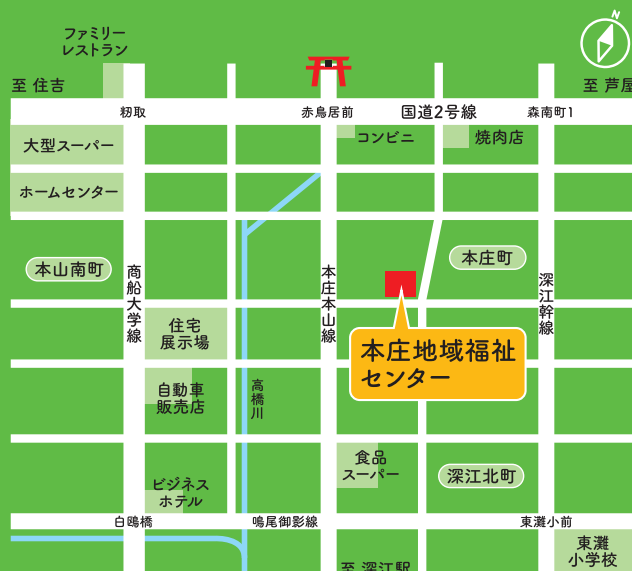 N
ファミリー
レストラン
至 住吉
至 芦屋
籾取
赤鳥居前
国道2号線
森南町1
大型スーパー
コンビニ
焼肉店
ホームセンター
本山南町
商船大学線
本庄本山線
本庄町
深江幹線
住宅
展示場
本庄地域福祉
センター
自動車
販売店
高橋川
食品
スーパー
深江北町
ビジネス
ホテル
白鴎橋
鳴尾御影線
東灘小前
東灘
小学校
至 深江駅